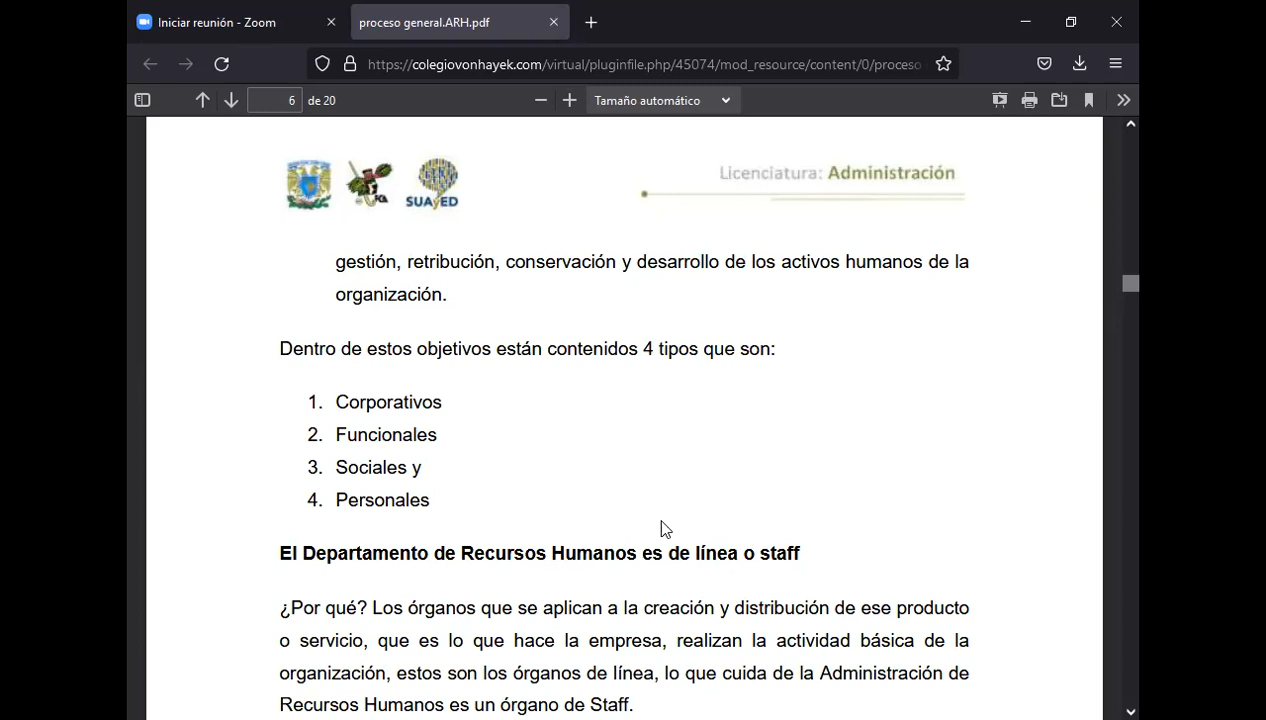 Iniciar reunión - Zoom
proceso general.ARH.pdf
https://colegiovonhayek.com/virtual/pluginfile.php/45074/mod_resource/content/0/proceso
6 de 20
Tamaño automático
SUAyED
Licenciatura: Administración
gestión, retribución, conservación y desarrollo de los activos humanos de la
organización.
Dentro de estos objetivos están contenidos 4 tipos que son:
1. Corporativos
2. Funcionales
3. Sociales y
4. Personales
El Departamento de Recursos Humanos es de línea o staff
¿Por qué? Los órganos que se aplican a la creación y distribución de ese producto
o servicio, que es lo que hace la empresa, realizan la actividad básica de la
organización, estos son los órganos de línea, lo que cuida de la Administración de
Recursos Humanos es un órgano de Staff.